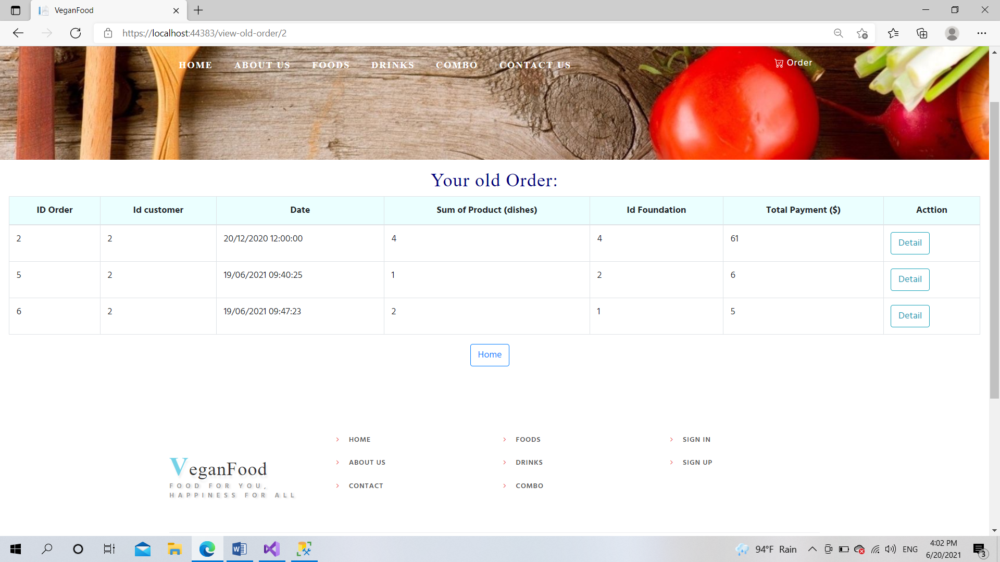 VeganFood
https://localhost:44383/view-old-order/2
HOME ABOUT US FOODS DRINKS COMBO CONTACT US Order
Your old Order:
ID Order Id customer Date Sum of Product (dishes) Id Foundation Total Payment ($) Acttion
2 2 20/12/2020 12:00:00 4 4 61 Detail
5 2 19/06/2021 09:40:25 1 2 6 Detail
6 2 19/06/2021 09:47:23 2 1 5 Detail
Home
HOME FOODS SIGN IN
ABOUT US DRINKS SIGN UP
CONTACT COMBO
VeganFood
FOOD FOR YOU,
HAPPINESS FOR ALL
94°F Rain ENG 4:02 PM
6/20/2021 3